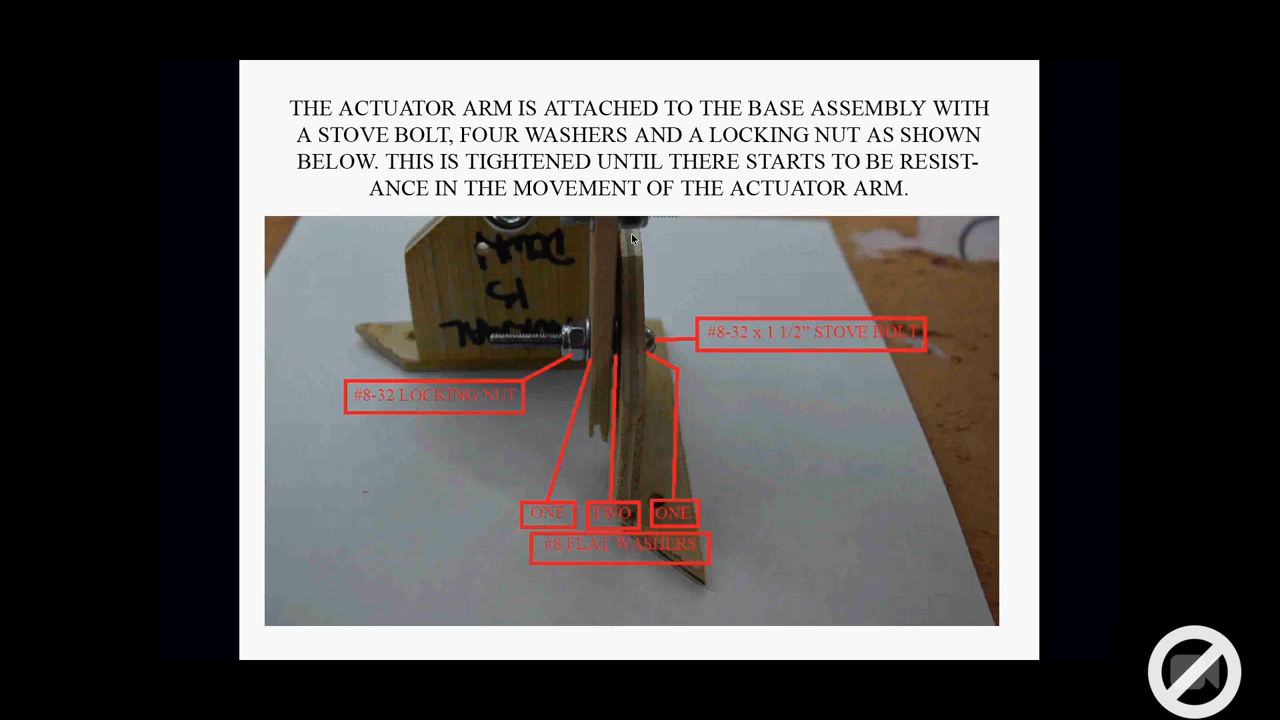 THE ACTUATOR ARM IS ATTACHED TO THE BASE ASSEMBLY WITH
A STOVE BOLT, FOUR WASHERS AND A LOCKING NUT AS SHOWN
BELOW. THIS IS TIGHTENED UNTIL THERE STARTS TO BE RESIST-
ANCE IN THE MOVEMENT OF THE ACTUATOR ARM.
DOWN
IS
#8-32 x 1 1/2” STOVE BOLT
#8-32 LOCKING NUT
ONE TWO ONE
#8 FLAT WASHERS